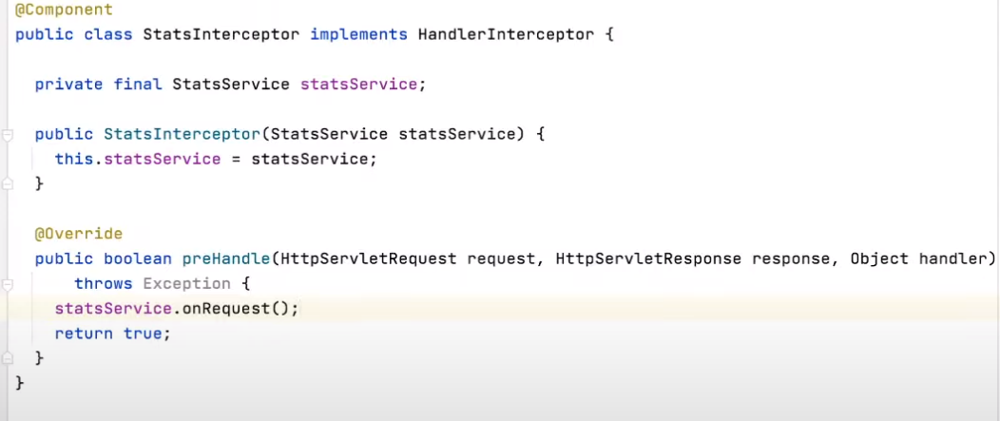 @Component
public class StatsInterceptor implements HandlerInterceptor {
private final StatsService statsService;
public StatsInterceptor(StatsService statsService) {
this.statsService = statsService;
}
@Override
public boolean preHandle(HttpServletRequest request, HttpServletResponse response, Object handler)
throws Exception {
statsService.onRequest();
return true;
}
}